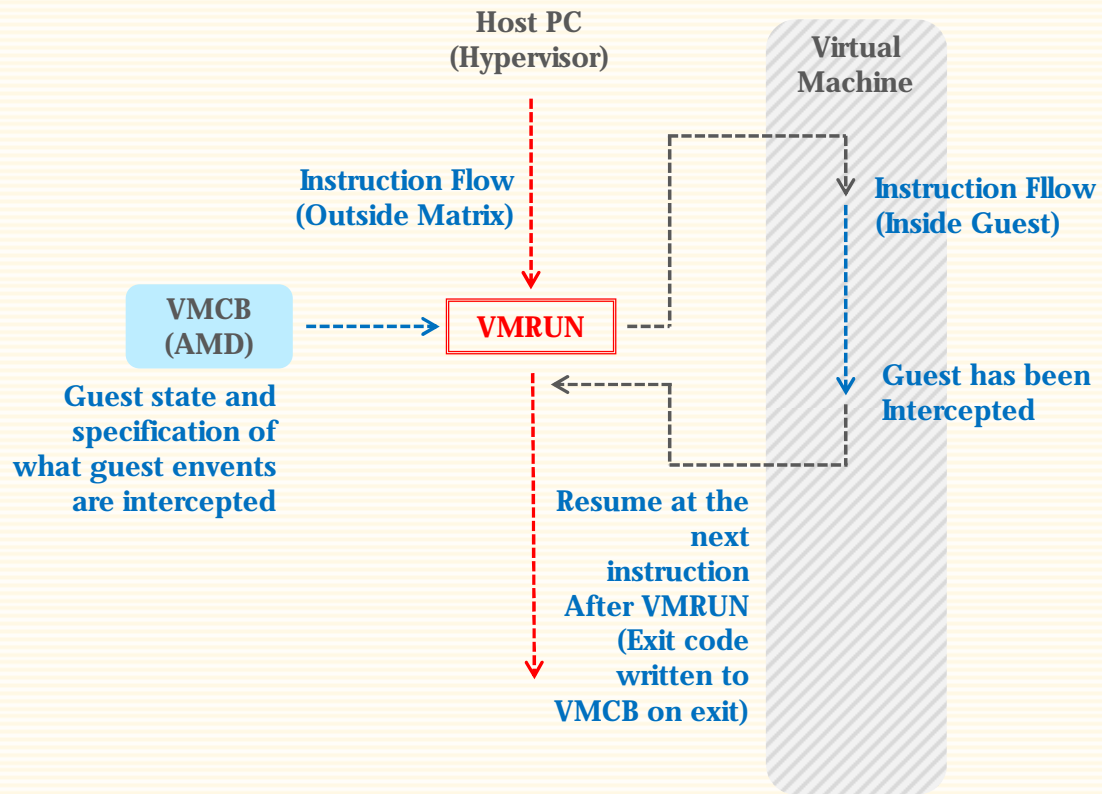 Host PC
(Hypervisor)
Virtual
Machine
Instruction Flow
(Outside Matrix)
Instruction Fllow
(Inside Guest)
VMCB
(AMD)
VMRUN
Guest state and
specification of
what guest envents
are intercepted
Guest has been
Intercepted
Resume at the
next
instruction
After VMRUN
(Exit code
written to
VMCB on exit)